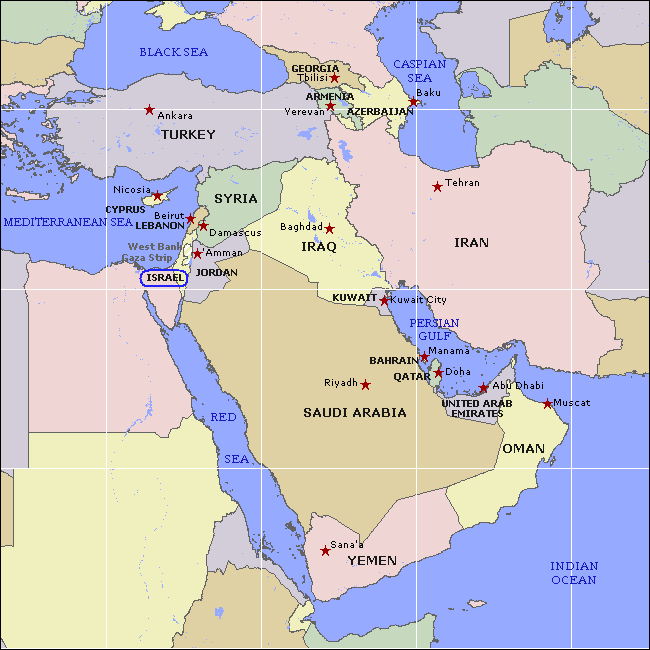 BLACK SEA
CASPIAN
SEA
GEORGIA
Tbilisi
ARMENIA
Yerevan
AZERBAIJAN
Baku
Ankara
TURKEY
Nicosia
CYPRUS
MEDITERRANEAN SEA
SYRIA
Tehran
Beirut
LEBANON
Damascus
Baghdad
IRAQ
IRAN
West Bank
Gaza Strip
'Amman
JORDAN
ISRAEL
KUWAIT
Kuwait City
PERSIAN
GULF
BAHRAIN
Manama
QATAR
Doha
Riyadh
Abu Dhabi
UNITED ARAB
EMIRATES
Muscat
SAUDI ARABIA
RED
SEA
OMAN
Sana'a
YEMEN
INDIAN
OCEAN